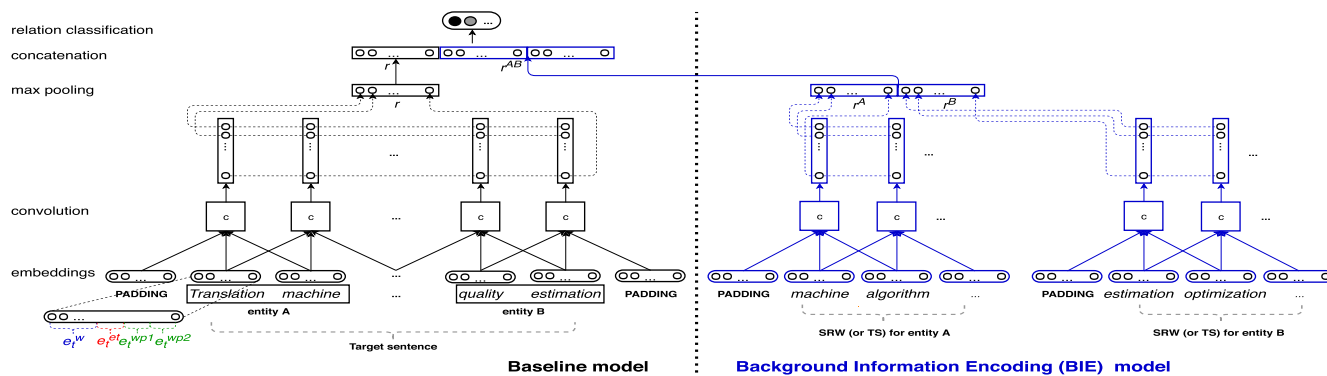 relation classification
...
concatenation
... ... ...
r r^AB
max pooling
... ... ...
r r^A r^B
... ... ...
convolution
c c ... c c c c ... c c ...
embeddings
... ... ... ... ... ... ... ... ... ... ... ... ... ...
PADDING Translation machine ... quality estimation PADDING PADDING machine algorithm ... PADDING estimation optimization ...
entity A entity B
...
e_t^w e_t^et e_t^wp1 e_t^wp2
Target sentence
SRW (or TS) for entity A SRW (or TS) for entity B
Baseline model Background Information Encoding (BIE) model